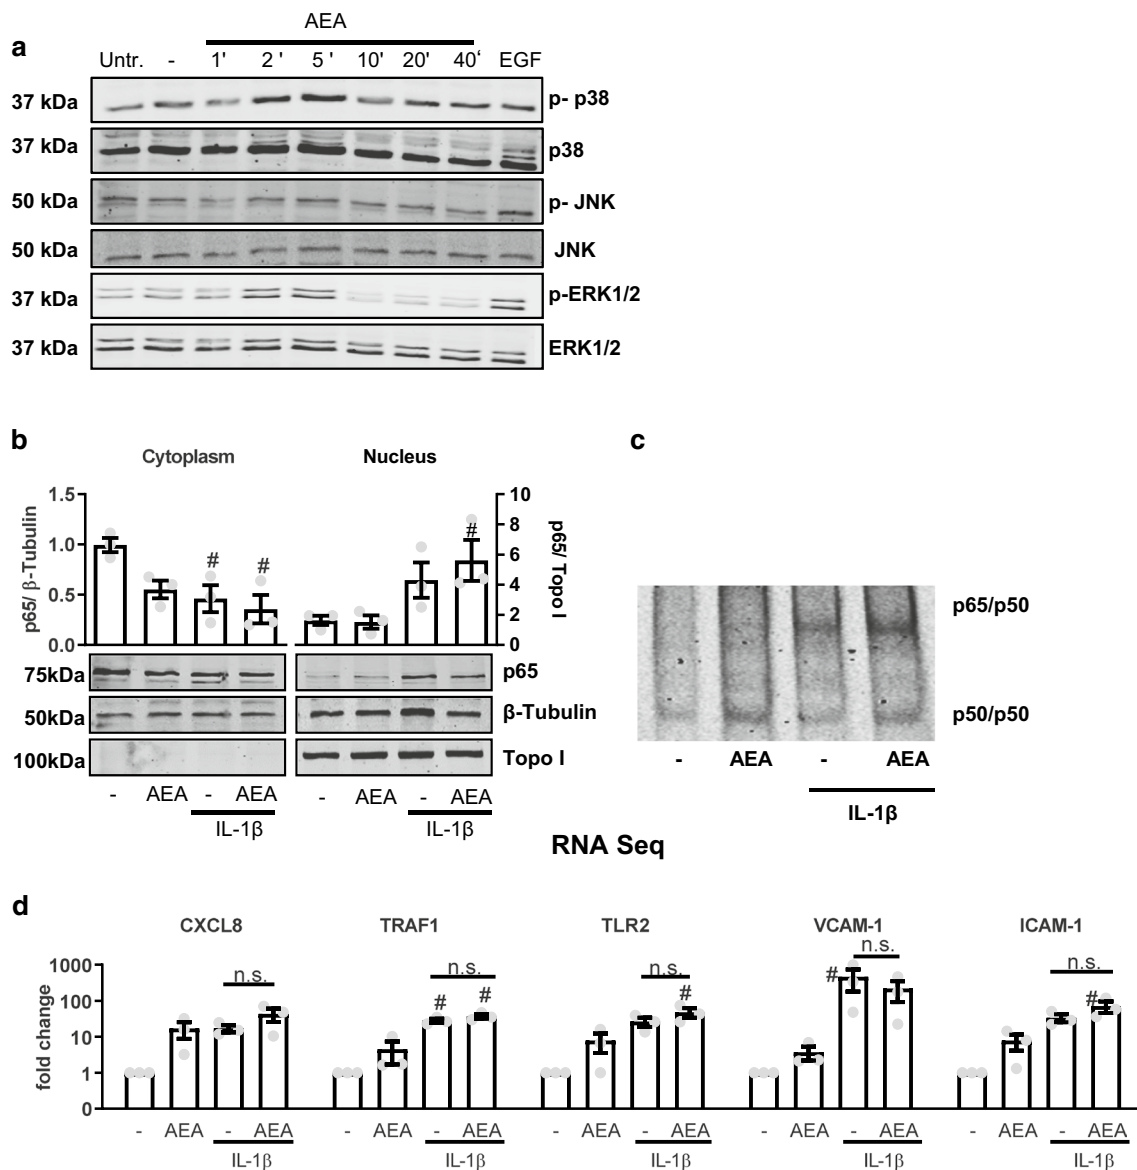 a
AEA
Untr. - 1' 2 ' 5 ' 10' 20' 40‘ EGF
37 kDa p- p38
37 kDa p38
50 kDa p- JNK
50 kDa JNK
37 kDa p-ERK1/2
37 kDa ERK1/2
b
Cytoplasm Nucleus
p65/ β-Tubulin
1.5
1.0
0.5
0.0
# #
#
10
8
6
4
2
0
p65/ Topo I
75kDa p65
50kDa β-Tubulin
100kDa Topo I
- AEA - AEA - AEA - AEA
IL-1β IL-1β
c
p65/p50
p50/p50
- AEA - AEA
IL-1β
RNA Seq
d
CXCL8 TRAF1 TLR2 VCAM-1 ICAM-1
fold change
1000
100
10
1
0
n.s. n.s. n.s. n.s. n.s.
# # # # #
- AEA - AEA - AEA - AEA - AEA - AEA - AEA - AEA - AEA - AEA
IL-1β IL-1β IL-1β IL-1β IL-1β